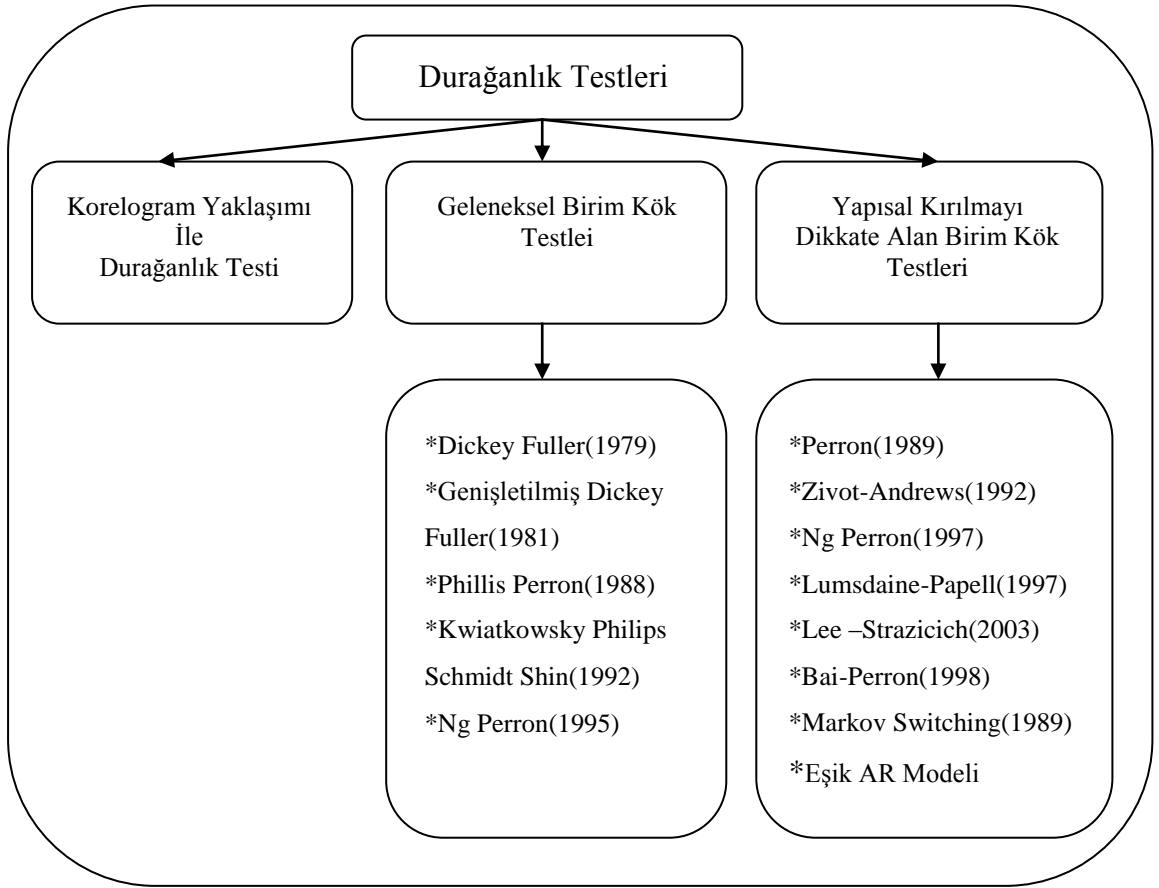 Durağanlık Testleri
Korelogram Yaklaşımı
İle
Durağanlık Testi
Geleneksel Birim Kök
Testlei
Yapısal Kırılmayı
Dikkate Alan Birim Kök
Testleri
*Dickey Fuller(1979)
*Genişletilmiş Dickey
Fuller(1981)
*Phillis Perron(1988)
*Kwiatkowsky Philips
Schmidt Shin(1992)
*Ng Perron(1995)
*Perron(1989)
*Zivot-Andrews(1992)
*Ng Perron(1997)
*Lumsdaine-Papell(1997)
*Lee –Strazicich(2003)
*Bai-Perron(1998)
*Markov Switching(1989)
*Eşik AR Modeli